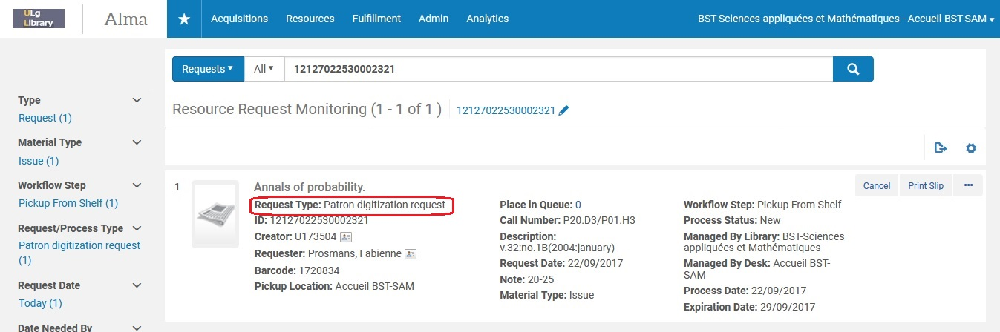 ULg
Library
Alma
Acquisitions
Resources
Fulfillment
Admin
Analytics
BST-Sciences appliquées et Mathématiques - Accueil BST-SAM
Requests
All
12127022530002321
Resource Request Monitoring (1 - 1 of 1 )
12127022530002321
Type
Request (1)
Material Type
Issue (1)
Workflow Step
Pickup From Shelf (1)
Request/Process Type
Patron digitization request
(1)
Request Date
Today (1)
Date Needed By
1
Annals of probability.
Cancel
Print Slip
Request Type: Patron digitization request
ID: 12127022530002321
Creator: U173504
Requester: Prosmans, Fabienne
Barcode: 1720834
Pickup Location: Accueil BST-SAM
Place in Queue: 0
Call Number: P20.D3/P01.H3
Description:
v.32:no.1B(2004:january)
Request Date: 22/09/2017
Note: 20-25
Material Type: Issue
Workflow Step: Pickup From Shelf
Process Status: New
Managed By Library: BST-Sciences
appliquées et Mathématiques
Managed By Desk: Accueil BST-
SAM
Process Date: 22/09/2017
Expiration Date: 29/09/2017